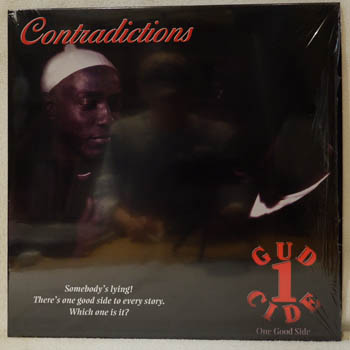 Contradictions
Somebody's lying!
There's one good side to every story.
Which one is it?
GUD
1
CIDE
One Good Side